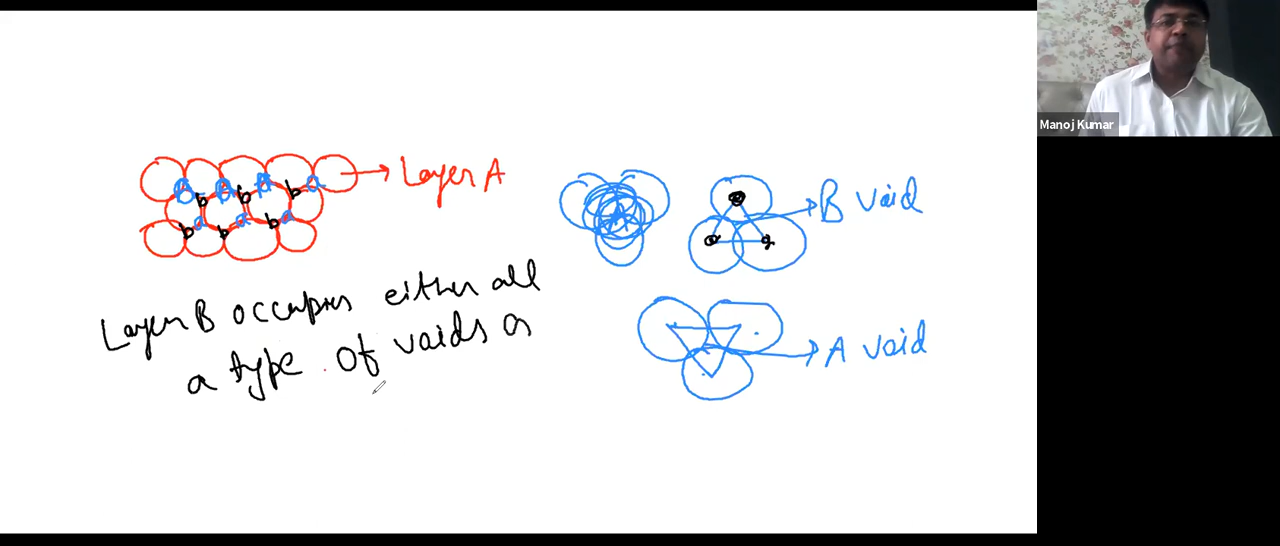 Manoj Kumar
Layer A
B void
A void
Layer B occupies either all
a type of voids or